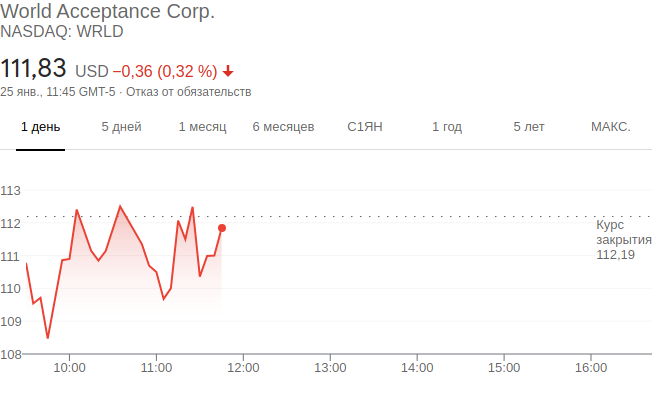 World Acceptance Corp.
NASDAQ: WRLD
111,83 USD −0,36 (0,32 %)
25 янв., 11:45 GMT-5 · Отказ от обязательств
1 день 5 дней 1 месяц 6 месяцев С1ЯН 1 год 5 лет МАКС.
113
112
111
110
109
108
Курс
закрытия
112,19
10:00 11:00 12:00 13:00 14:00 15:00 16:00